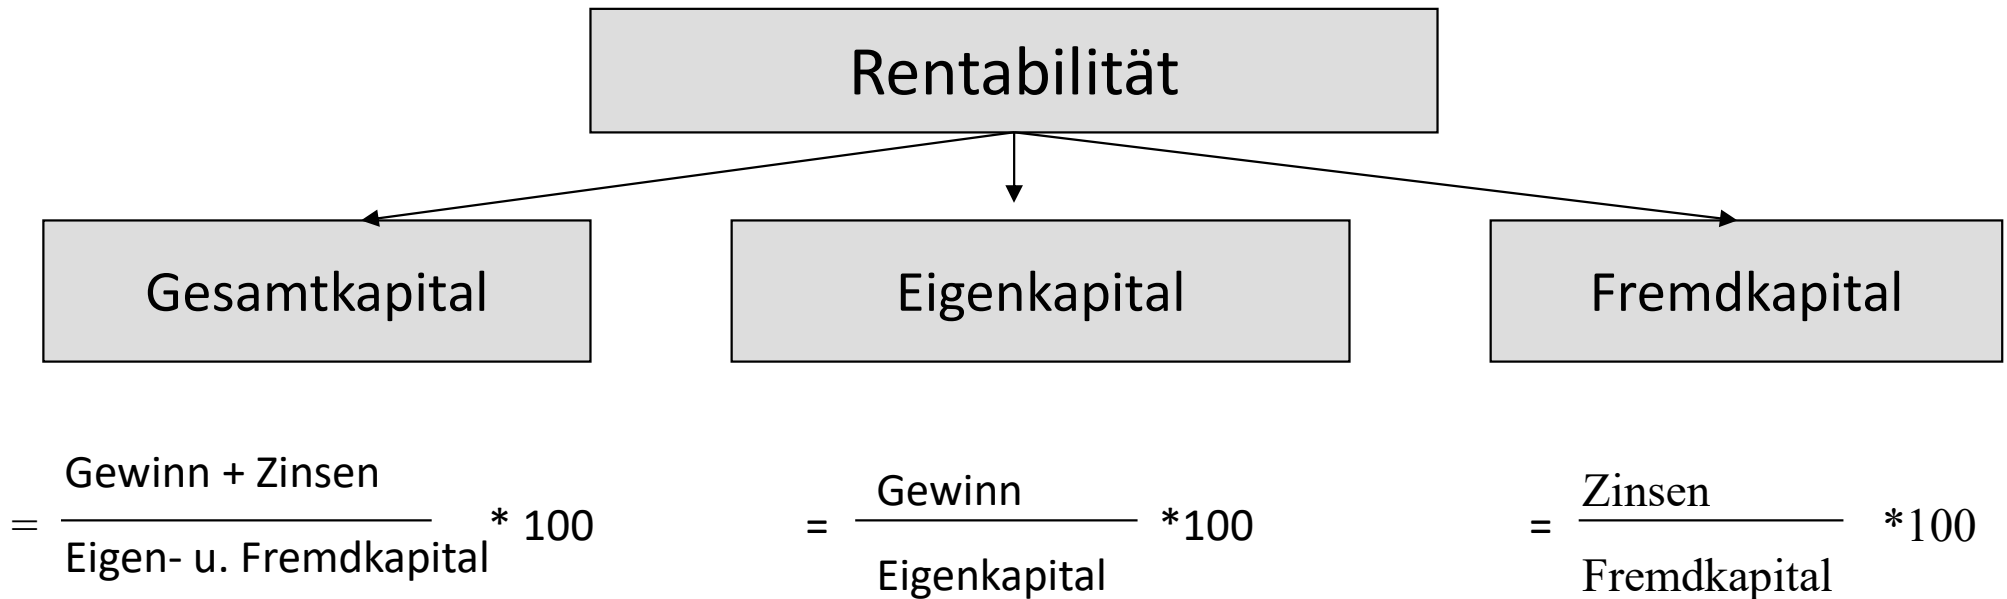 Rentabilität
Gesamtkapital
Eigenkapital
Fremdkapital
= Gewinn + Zinsen
Eigen- u. Fremdkapital * 100
= Gewinn
Eigenkapital *100
= Zinsen
Fremdkapital *100